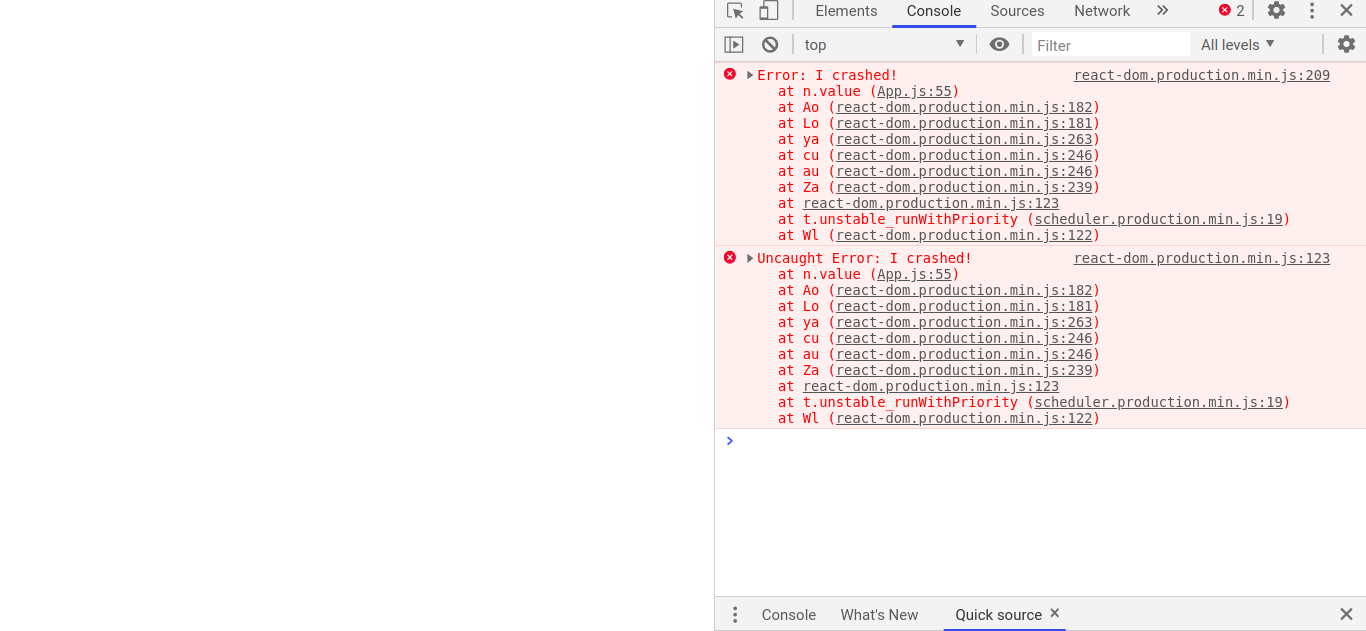 Elements Console Sources Network 2
top Filter All levels
Error: I crashed! react-dom.production.min.js:209
at n.value (App.js:55)
at Ao (react-dom.production.min.js:182)
at Lo (react-dom.production.min.js:181)
at ya (react-dom.production.min.js:263)
at cu (react-dom.production.min.js:246)
at au (react-dom.production.min.js:246)
at Za (react-dom.production.min.js:239)
at react-dom.production.min.js:123
at t.unstable_runWithPriority (scheduler.production.min.js:19)
at Wl (react-dom.production.min.js:122)
Uncaught Error: I crashed! react-dom.production.min.js:123
at n.value (App.js:55)
at Ao (react-dom.production.min.js:182)
at Lo (react-dom.production.min.js:181)
at ya (react-dom.production.min.js:263)
at cu (react-dom.production.min.js:246)
at au (react-dom.production.min.js:246)
at Za (react-dom.production.min.js:239)
at react-dom.production.min.js:123
at t.unstable_runWithPriority (scheduler.production.min.js:19)
at Wl (react-dom.production.min.js:122)
Console What's New Quick source